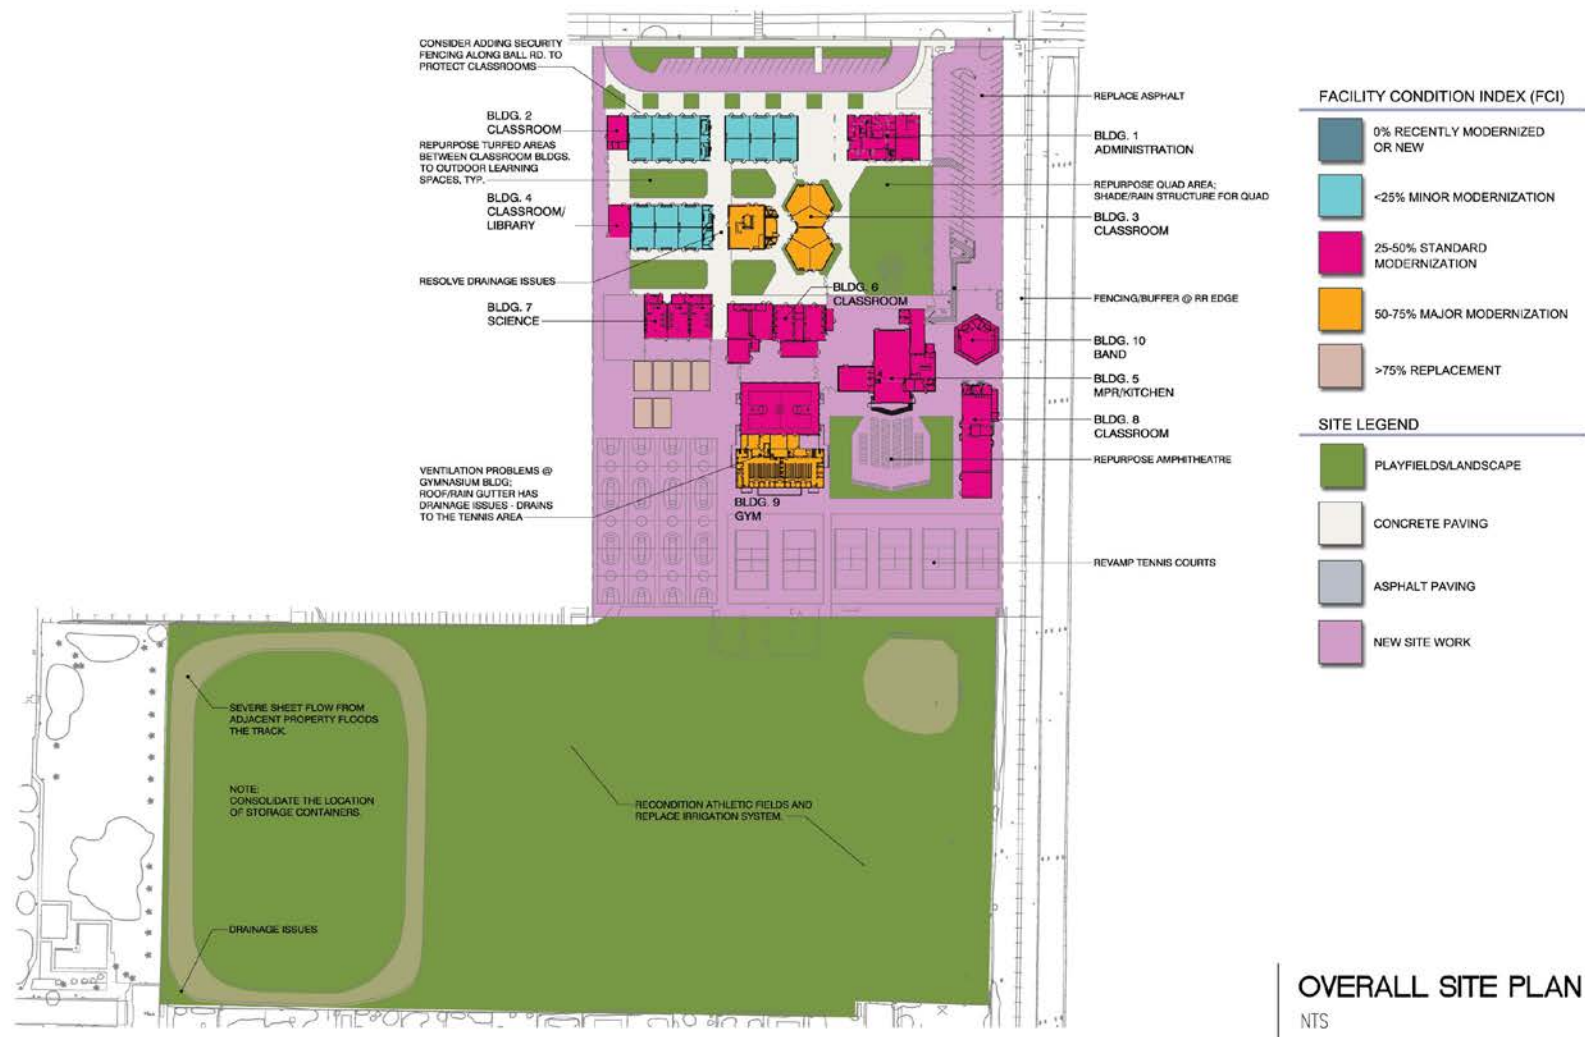 CONSIDER ADDING SECURITY
FENCING ALONG BALL RD. TO
PROTECT CLASSROOMS
BLDG. 2
CLASSROOM
REPURPOSE TURFED AREAS
BETWEEN CLASSROOM BLDGS.
TO OUTDOOR LEARNING
SPACES, TYP.
BLDG. 4
CLASSROOM/
LIBRARY
RESOLVE DRAINAGE ISSUES
BLDG. 7
SCIENCE
BLDG. 6
CLASSROOM
VENTILATION PROBLEMS @
GYMNASIUM BLDG;
ROOF/RAIN GUTTER HAS
DRAINAGE ISSUES - DRAINS
TO THE TENNIS AREA
BLDG. 9
GYM
REPLACE ASPHALT
BLDG. 1
ADMINISTRATION
REPURPOSE QUAD AREA;
SHADE/RAIN STRUCTURE FOR QUAD
BLDG. 3
CLASSROOM
FENCING/BUFFER @ RR EDGE
BLDG. 10
BAND
BLDG. 5
MPR/KITCHEN
BLDG. 8
CLASSROOM
REPURPOSE AMPHITHEATRE
REVAMP TENNIS COURTS
SEVERE SHEET FLOW FROM
ADJACENT PROPERTY FLOODS
THE TRACK.
NOTE:
CONSOLIDATE THE LOCATION
OF STORAGE CONTAINERS.
RECONDITION ATHLETIC FIELDS AND
REPLACE IRRIGATION SYSTEM.
DRAINAGE ISSUES
FACILITY CONDITION INDEX (FCI)
0% RECENTLY MODERNIZED
OR NEW
<25% MINOR MODERNIZATION
25-50% STANDARD
MODERNIZATION
50-75% MAJOR MODERNIZATION
>75% REPLACEMENT
SITE LEGEND
PLAYFIELDS/LANDSCAPE
CONCRETE PAVING
ASPHALT PAVING
NEW SITE WORK
OVERALL SITE PLAN
NTS